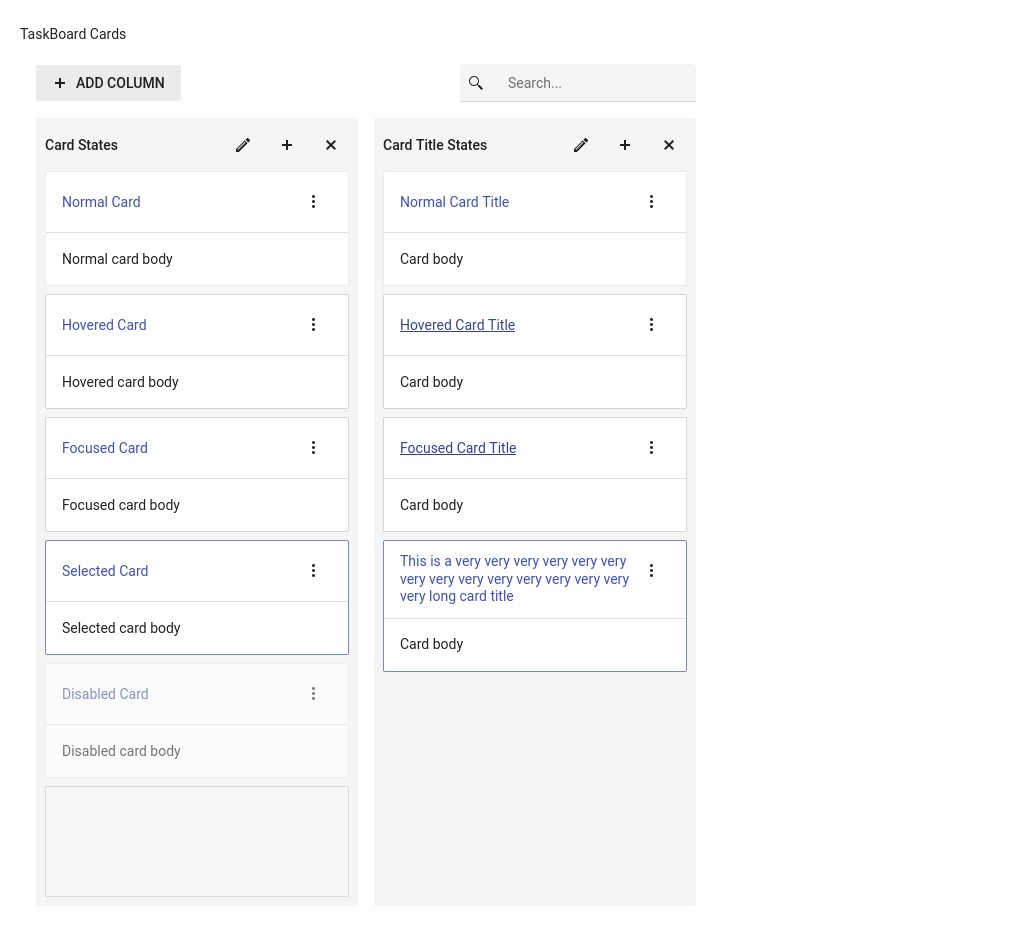 TaskBoard Cards
ADD COLUMN
Search...
Card States
Normal Card
Normal card body
Hovered Card
Hovered card body
Focused Card
Focused card body
Selected Card
Selected card body
Disabled Card
Disabled card body
Card Title States
Normal Card Title
Card body
Hovered Card Title
Card body
Focused Card Title
Card body
This is a very very very very very very
very very very very very very very very
very long card title
Card body